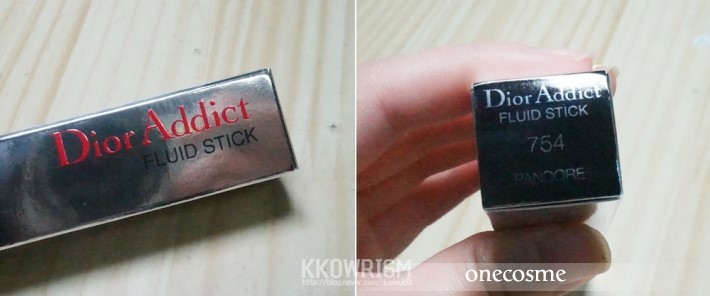 Dior Addict
FLUID STICK
Dior Addict
FLUID STICK
754
PANDORE
KKOWRISM
onecosme